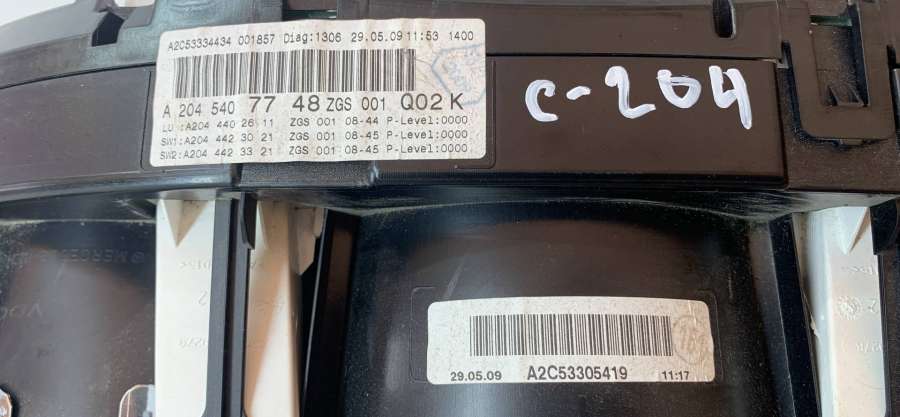 A2C53334434 001857 Diag:1306 29.05.09 11:53 1400
A 204 540 77 48 ZGS 001 Q02 K
LU :A204 440 26 11 ZGS 001 08-44 P-Level:0000
SW1:A204 442 30 21 ZGS 001 08-45 P-Level:0000
SW2:A204 442 33 21 ZGS 001 08-45 P-Level:0000
C-204
29.05.09 A2C53305419 11:17